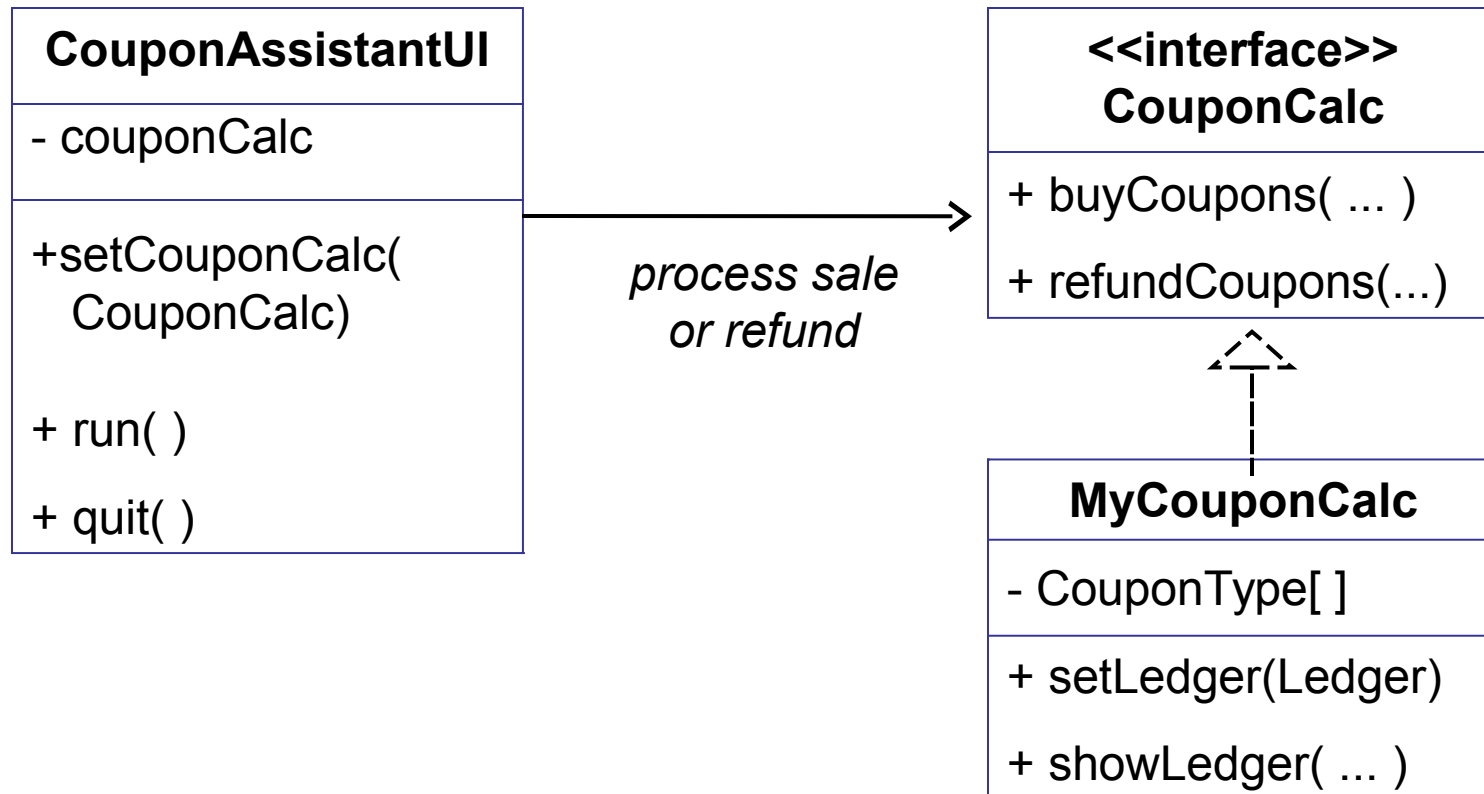 CouponAssistantUI
- couponCalc
+setCouponCalc(
CouponCalc)
+ run( )
+ quit( )
process sale
or refund
<<interface>>
CouponCalc
+ buyCoupons( ... )
+ refundCoupons(...)
MyCouponCalc
- CouponType[ ]
+ setLedger(Ledger)
+ showLedger( ... )